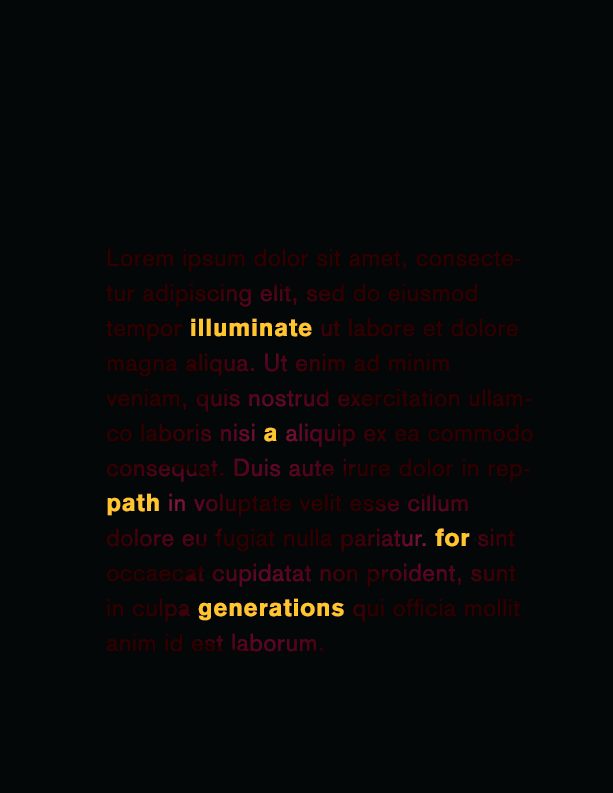 Lorem ipsum dolor sit amet, consecte-
tur adipiscing elit, sed do eiusmod
tempor illuminate ut labore et dolore
magna aliqua. Ut enim ad minim
veniam, quis nostrud exercitation ullam-
co laboris nisi a aliquip ex ea commodo
consequat. Duis aute irure dolor in rep-
path in voluptate velit esse cillum
dolore eu fugiat nulla pariatur. for sint
occaecat cupidatat non proident, sunt
in culpa generations qui officia mollit
anim id est laborum.